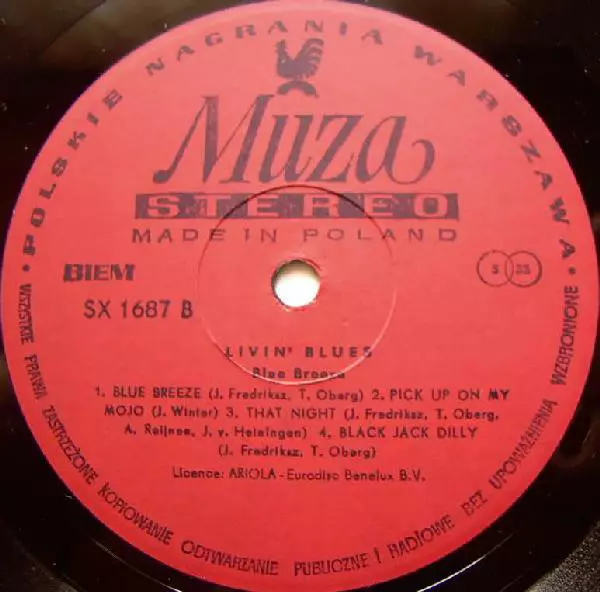 • POLSKIE NAGRANIA WARSZAWA •
Muza
STEREO
MADE IN POLAND
BIEM
S 33
SX 1687 B
LIVIN' BLUES
Blue Breeze
1. BLUE BREEZE (J. Fredriksz, T. Oberg) 2. PICK UP ON MY
MOJO (J. Winter) 3. THAT NIGHT (J. Fredriksz, T. Oberg,
A. Reijnen, J. v. Heiningen) 4. BLACK JACK DILLY
(J. Fredriksz, T. Oberg)
Licence: ARIOLA - Eurodisc Benelux B.V.
WSZYSTKIE PRAWA ZASTRZEŻONE KOPIOWANIE ODTWARZANIE PUBLICZNE I RADIOWE BEZ UPOWAŻNIENIA WZBRONIONE